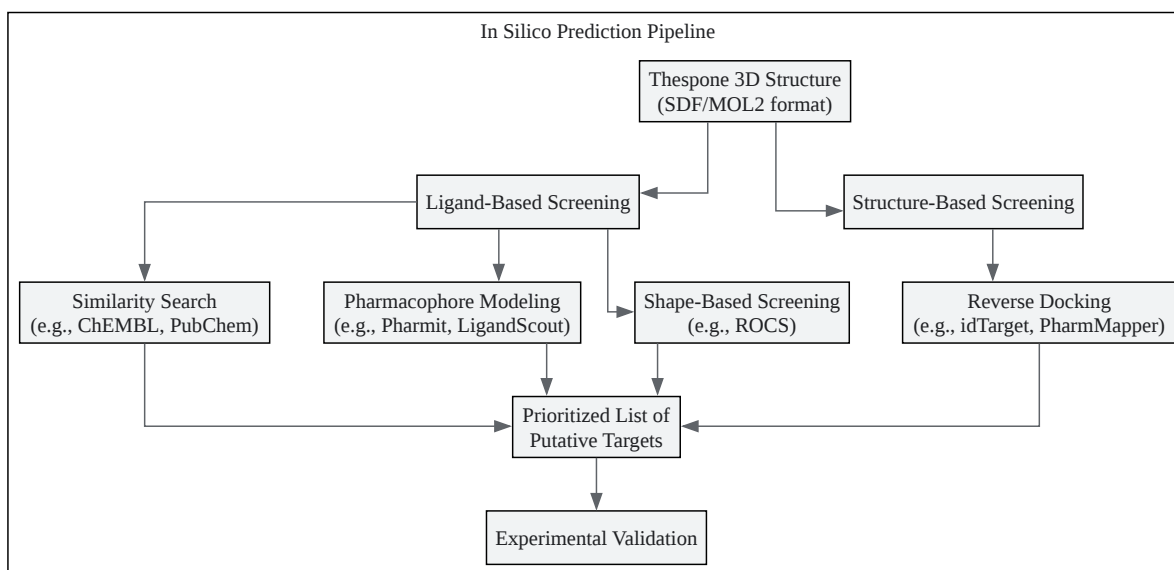 In Silico Prediction Pipeline
Thespone 3D Structure
(SDF/MOL2 format)
Ligand-Based Screening
Structure-Based Screening
Similarity Search
(e.g., ChEMBL, PubChem)
Pharmacophore Modeling
(e.g., Pharmit, LigandScout)
Shape-Based Screening
(e.g., ROCS)
Reverse Docking
(e.g., idTarget, PharmMapper)
Prioritized List of
Putative Targets
Experimental Validation